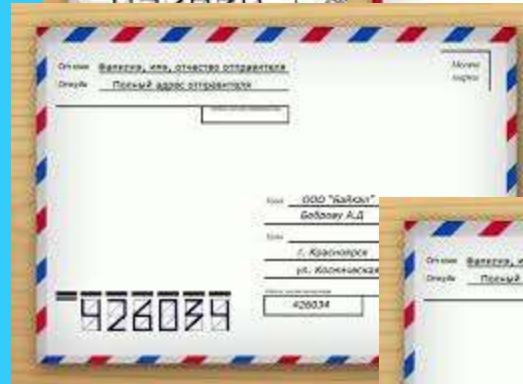 От кого Фамилия, имя, отчество отправителя
Откуда Полный адрес отправителя
Место
марки
Кому ООО "Байкал"
Боброву А.Д
Куда
г. Красноярск
ул.
426034
426034
От кого Фамилия,
Откуда Полный